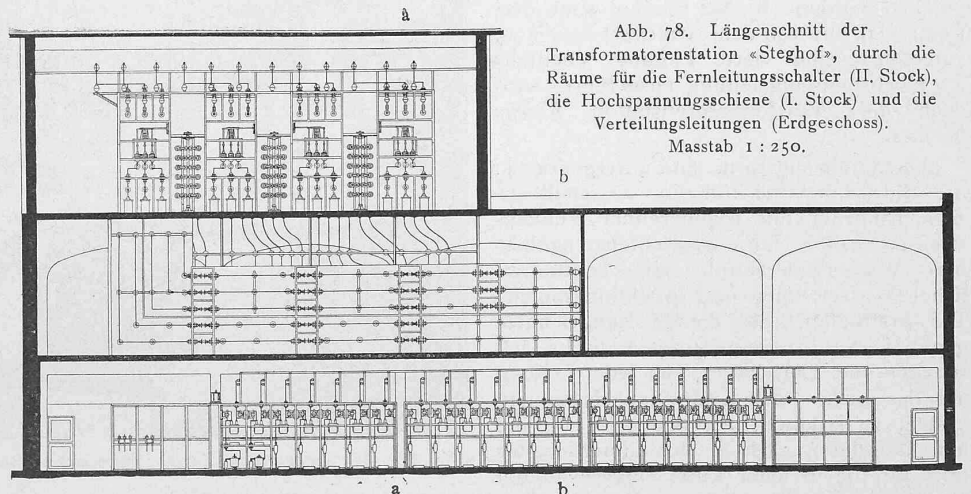 a
Abb. 78. Längenschnitt der
Transformatorenstation «Steghof», durch die
Räume für die Fernleitungsschalter (II. Stock),
die Hochspannungsschiene (I. Stock) und die
Verteilungsleitungen (Erdgeschoss).
Masstab 1 : 250.
b
a
b